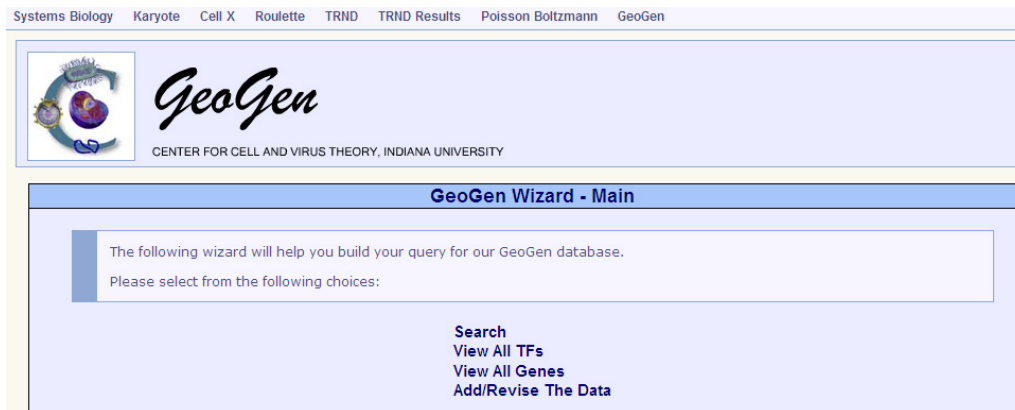 Systems Biology Karyote Cell X Roulette TRND TRND Results Poisson Boltzmann GeoGen
GeoGen
CENTER FOR CELL AND VIRUS THEORY, INDIANA UNIVERSITY
GeoGen Wizard - Main
The following wizard will help you build your query for our GeoGen database.
Please select from the following choices:
Search
View All TFs
View All Genes
Add/Revise The Data